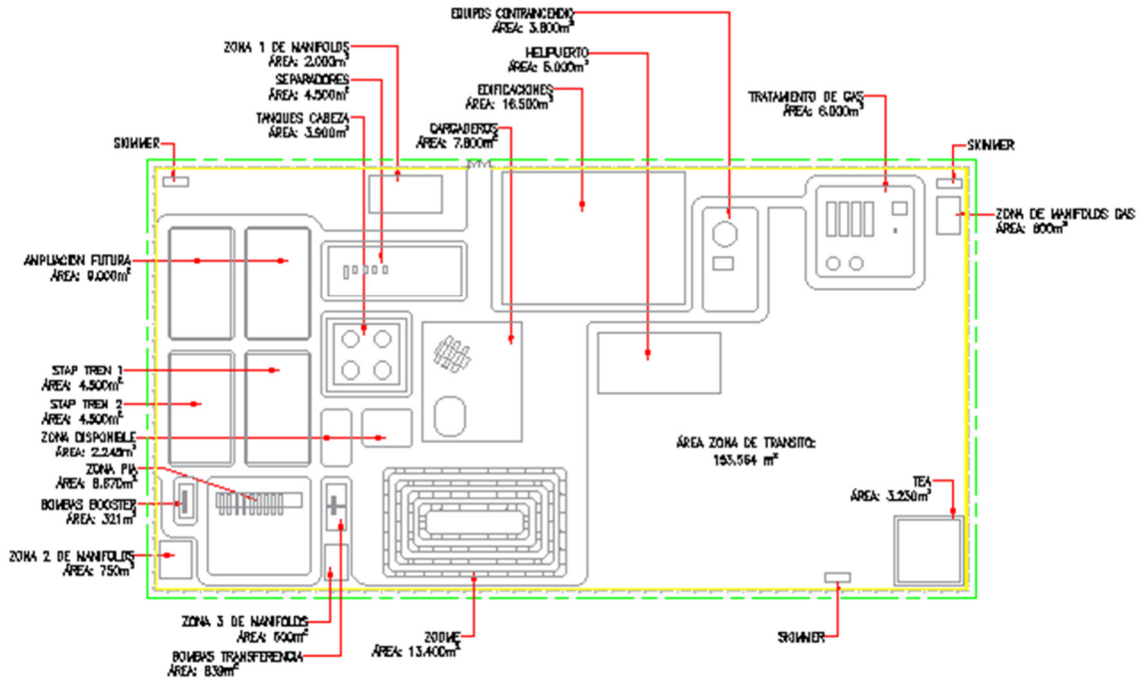 EQUIPOS CONTRAINCENDIO
ÁREA: 3.800m²
ZONA 1 DE MANIFOLDS
ÁREA: 2.000m²
HELIPUERTO
ÁREA: 5.000m²
SEPARADORES
ÁREA: 4.500m²
EDIFICACIONES
ÁREA: 16.500m²
TRATAMIENTO DE GAS
ÁREA: 6.000m²
TANQUES CABEZA
ÁREA: 3.900m²
CARGADEROS
ÁREA: 7.800m²
SKIMMER
SKIMMER
ZONA DE MANIFOLDS GAS
ÁREA: 800m²
AMPLIACION FUTURA
ÁREA: 9.000m²
STAP TREN 1
ÁREA: 4.500m²
STAP TREN 2
ÁREA: 4.500m²
ZONA DISPONIBLE
ÁREA: 2.248m²
ÁREA ZONA DE TRANSITO:
153.564 m²
ZONA PIA
ÁREA: 8.870m²
TEA
ÁREA: 3.230m²
BOMBAS BOOSTER
ÁREA: 321m²
ZONA 2 DE MANIFOLDS
ÁREA: 750m²
ZONA 3 DE MANIFOLDS
ÁREA: 500m²
ZODME
ÁREA: 13.400m²
SKIMMER
BOMBAS TRANSFERENCIA
ÁREA: 839m²